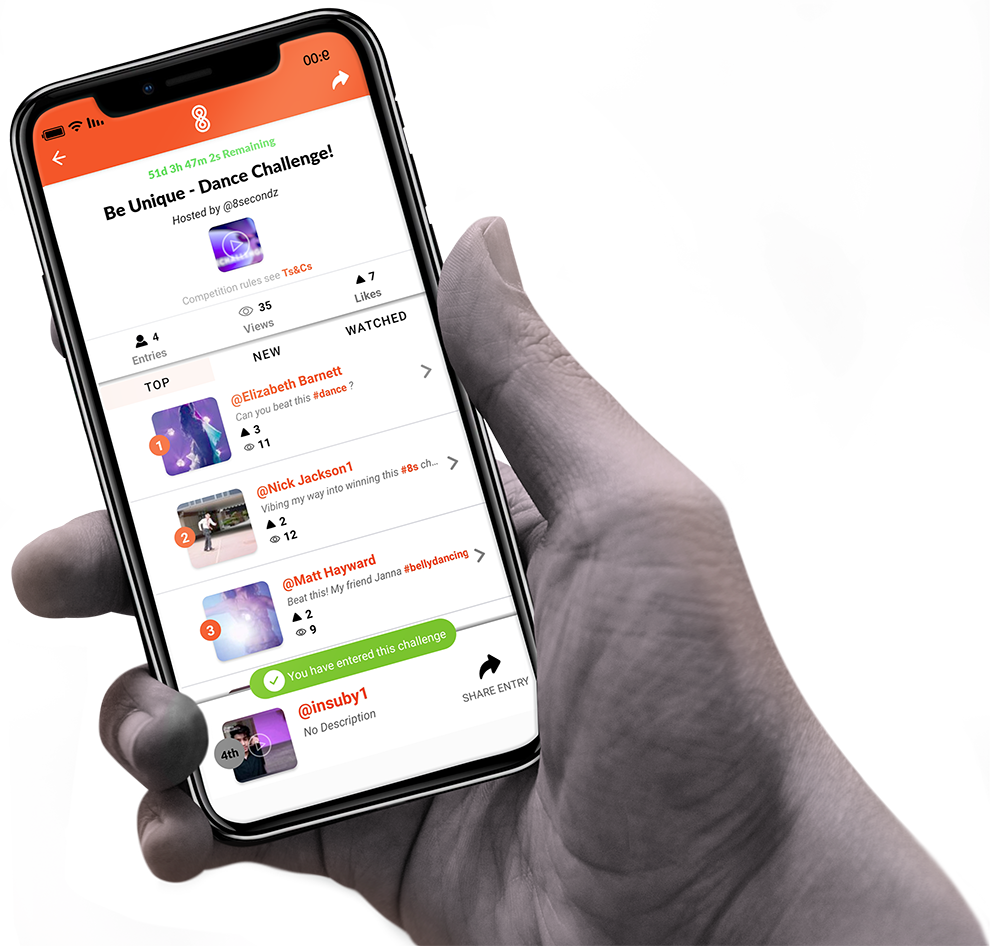 9:00
51d 3h 47m 2s Remaining
Be Unique - Dance Challenge!
Hosted by @8secondz
Competition rules see Ts&Cs
4
Entries
35
Views
7
Likes
TOP
NEW
WATCHED
1
@Elizabeth Barnett
Can you beat this #dance ?
3
11
2
@Nick Jackson1
Vibing my way into winning this #8s ch...
2
12
3
@Matt Hayward
Beat this! My friend Janna #bellydancing
2
9
You have entered this challenge
4th
@insuby1
No Description
SHARE ENTRY